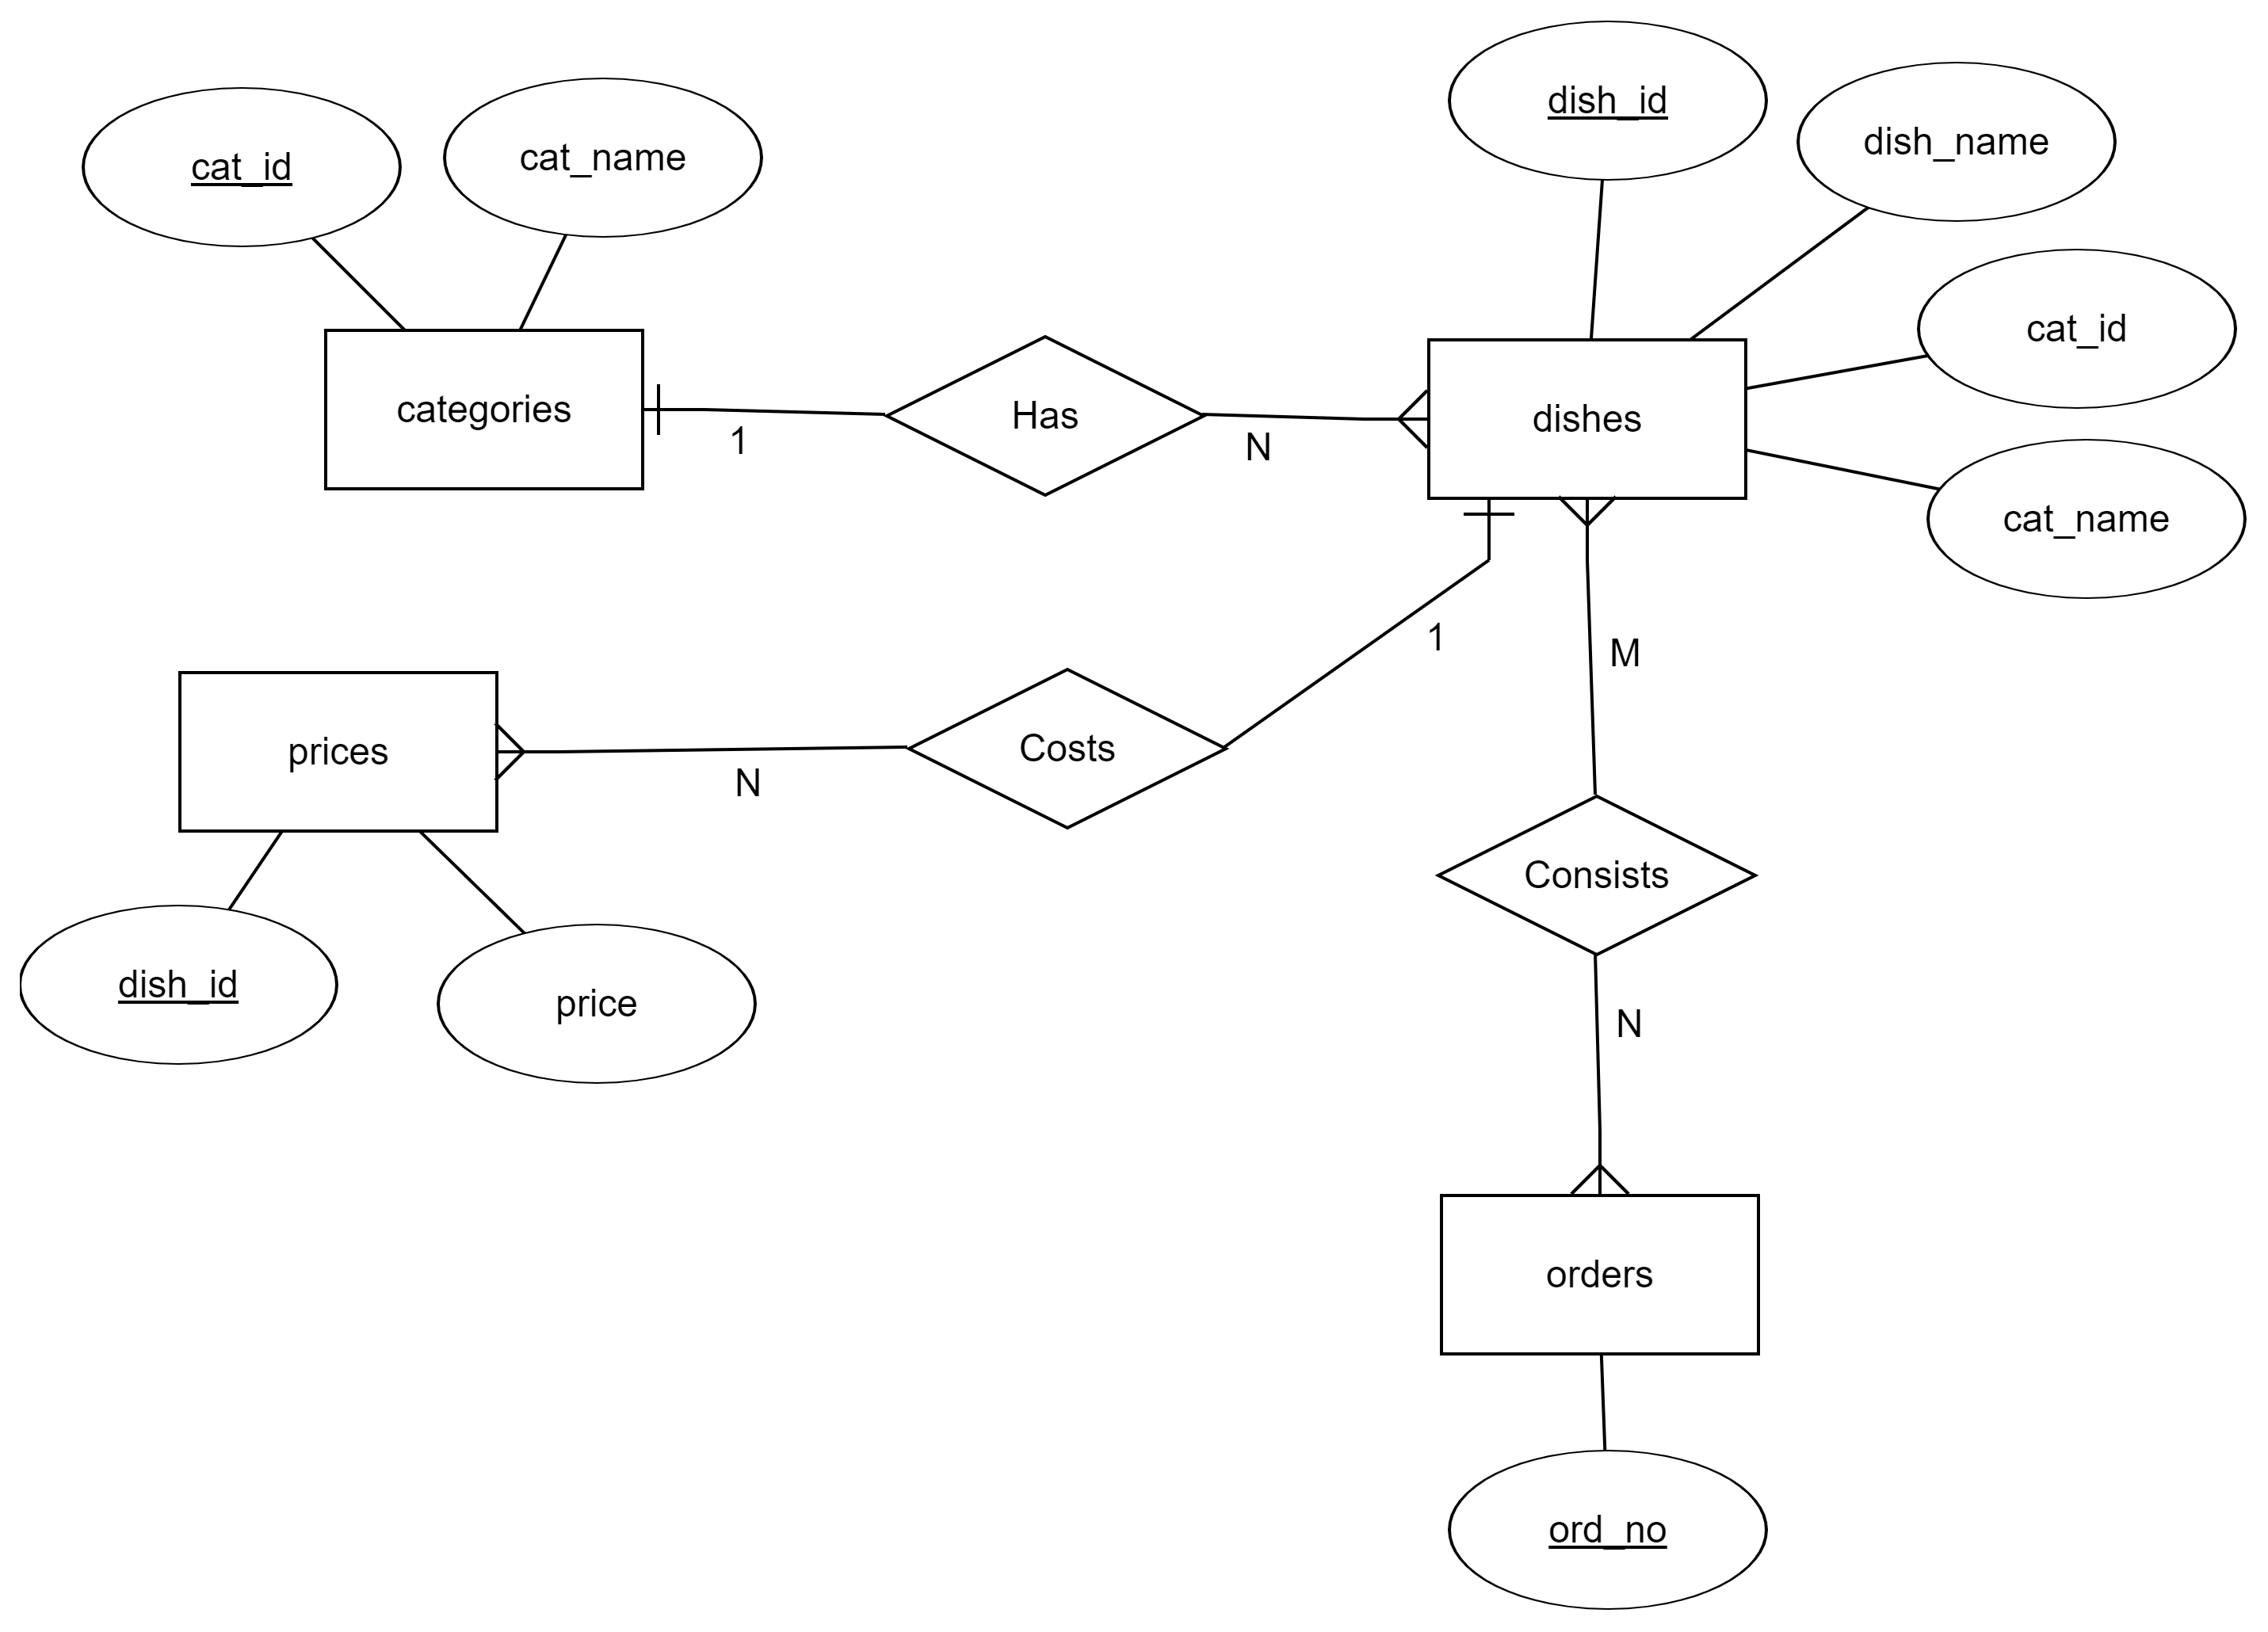 dish_id
cat_id
cat_name
dish_name
cat_id
categories
Has
dishes
1
N
cat_name
1
M
prices
Costs
N
Consists
dish_id
price
N
orders
ord_no